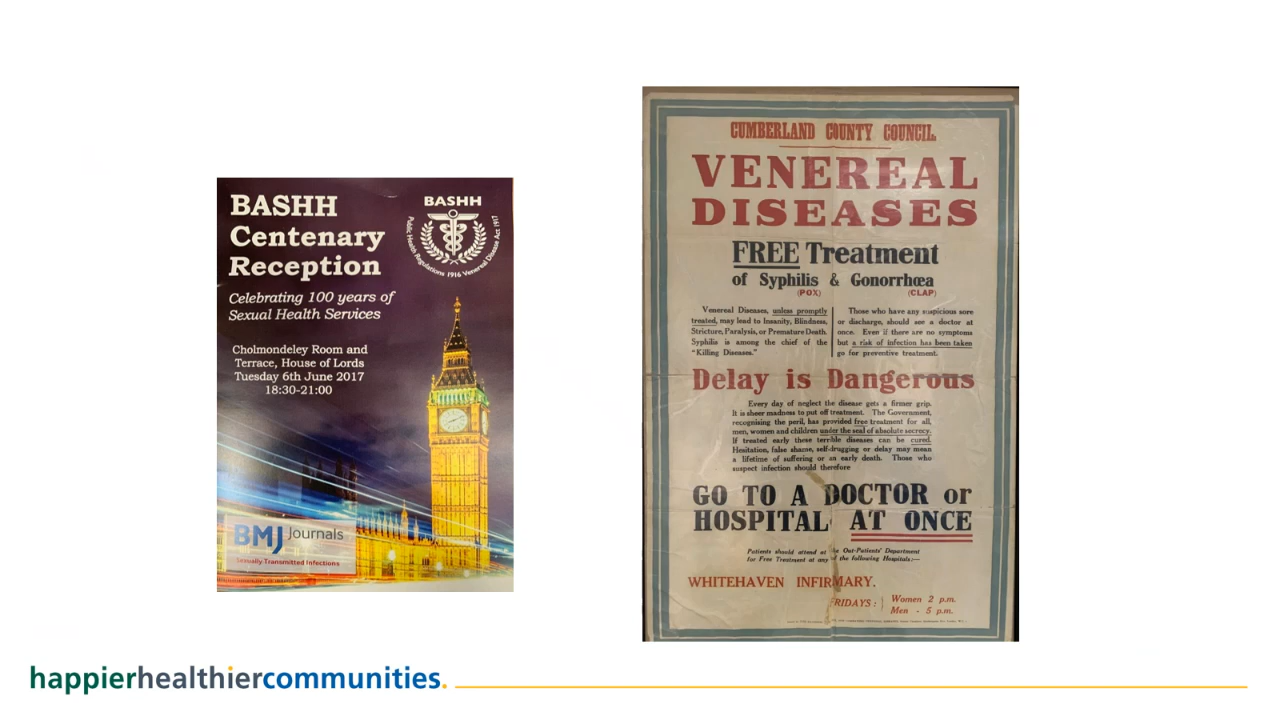 BASHH
Centenary
Reception
BASHH
Public Health Regulations 1916 Venereal Disease Act 1917
Celebrating 100 years of
Sexual Health Services
Cholmondeley Room and
Terrace, House of Lords
Tuesday 6th June 2017
18:30-21:00
BMJ Journals
Sexually Transmitted Infections
CUMBERLAND COUNTY COUNCIL.
VENEREAL
DISEASES
FREE Treatment
of Syphilis & Gonorrhœa
(POX) (CLAP)
Venereal Diseases, unless promptly
treated, may lead to Insanity, Blindness,
Stricture, Paralysis, or Premature Death.
Syphilis is among the chief of the
"Killing Diseases."
Those who have any suspicious sore
or discharge, should see a doctor at
once. Even if there are no symptoms
but a risk of infection has been taken
go for preventive treatment.
Delay is Dangerous
Every day of neglect the disease gets a firmer grip.
It is sheer madness to put off treatment. The Government,
recognising the peril, has provided free treatment for all,
men, women and children under the seal of absolute secrecy.
If treated early these terrible diseases can be cured.
Hesitation, false shame, self-drugging or delay may mean
a lifetime of suffering or an early death. Those who
suspect infection should therefore
GO TO A DOCTOR or
HOSPITAL AT ONCE
Patients should attend at the Out-Patients' Department
for Free Treatment at any of the following Hospitals:—
WHITEHAVEN INFIRMARY.
FRIDAYS: Women 2 p.m.
Men - 5 p.m.
happierhealthiercommunities.